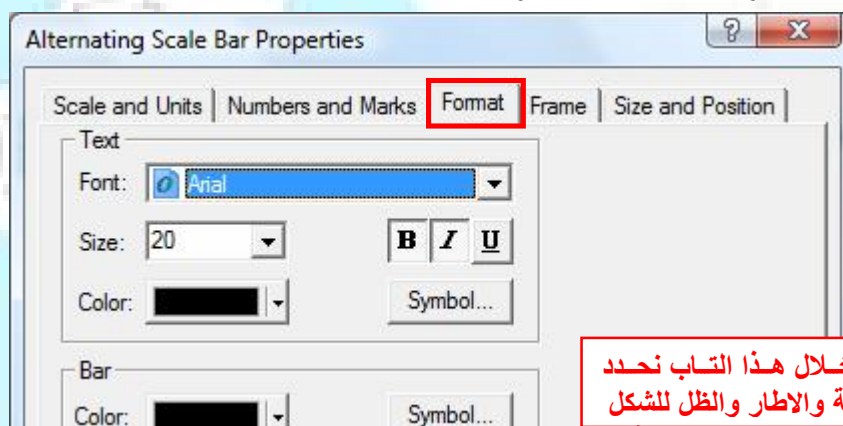 Alternating Scale Bar Properties
Scale and Units Numbers and Marks Format Frame Size and Position
Text
Font: Arial
Size: 20 B I U
Color: Symbol...
Bar
Color: Symbol...
هـذا التـاب نحـدد
والاطار والظل للشكل